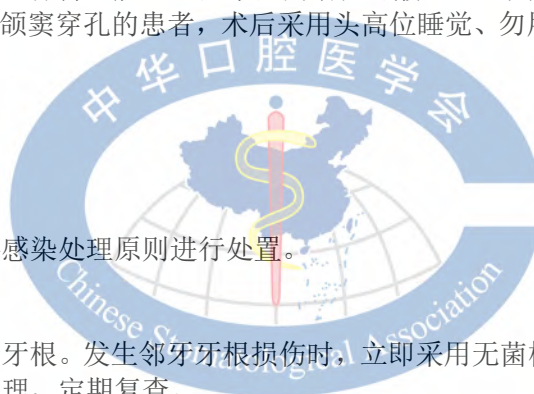 颌窦穿孔的患者，术后采用头高位睡觉、勿
中华口腔医学会
感染处理原则进行处置。
Chinese Stomatological Association
牙根。发生邻牙牙根损伤时，立即采用无菌
理，定期复查